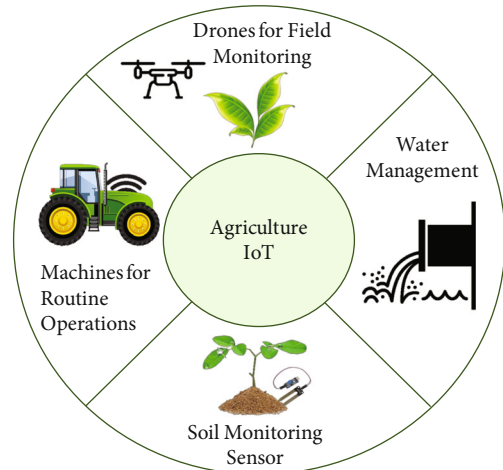 Drones for Field
Monitoring
Water
Management
Agriculture
IoT
Machines for
Routine
Operations
Soil Monitoring
Sensor